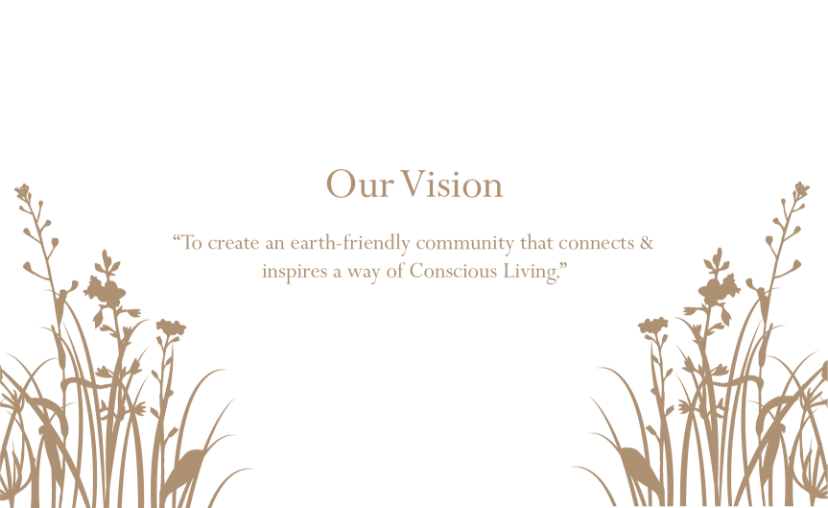 Our Vision
“To create an earth-friendly community that connects &
inspires a way of Conscious Living.”